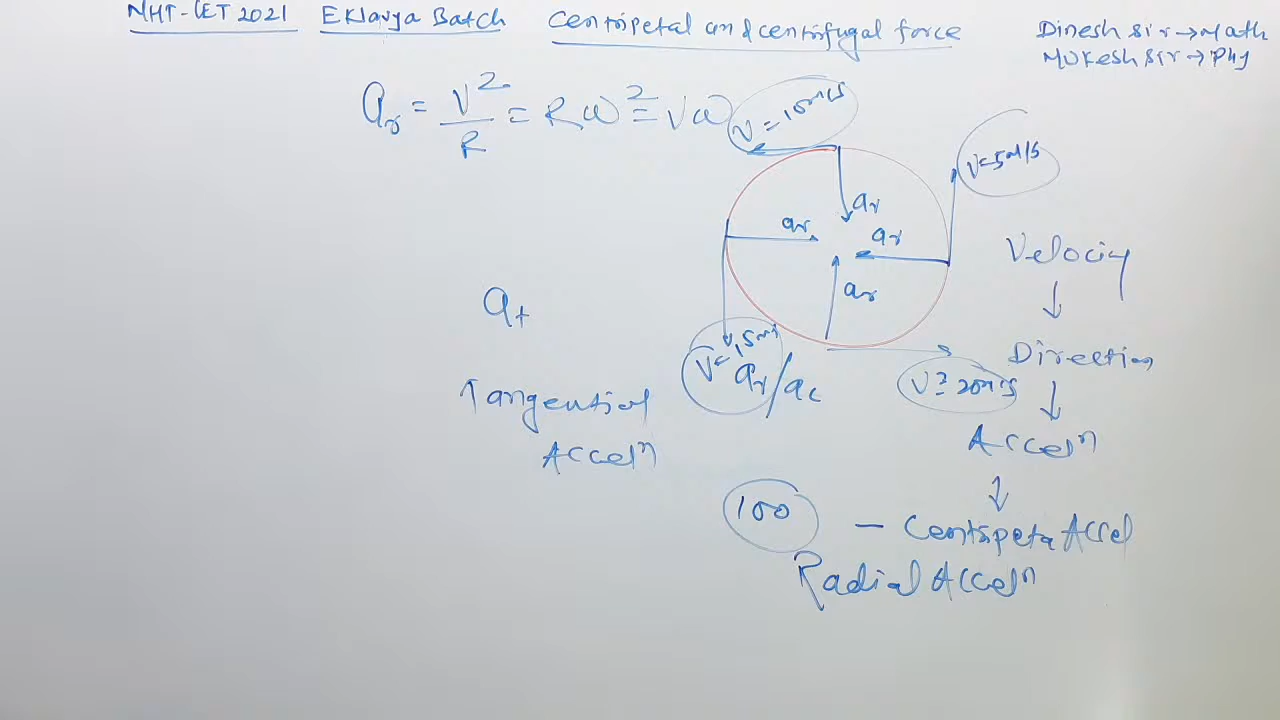 MHT-CET 2021 Eklavya Batch Centripetal and centrifugal force
Dinesh sir → Math
Mukesh sir → Phy
ar = V²/R = Rω² = Vω
V = 10 m/s
V = 5 m/s
ar
ar
ar
ar
Velociy
↓
Direction
↓
Acceln
↓
- Centripeta Accel
Radial Acceln
at
Tangential
Acceln
V = 15 m/s
ar/ac
V = 20 m/s
100